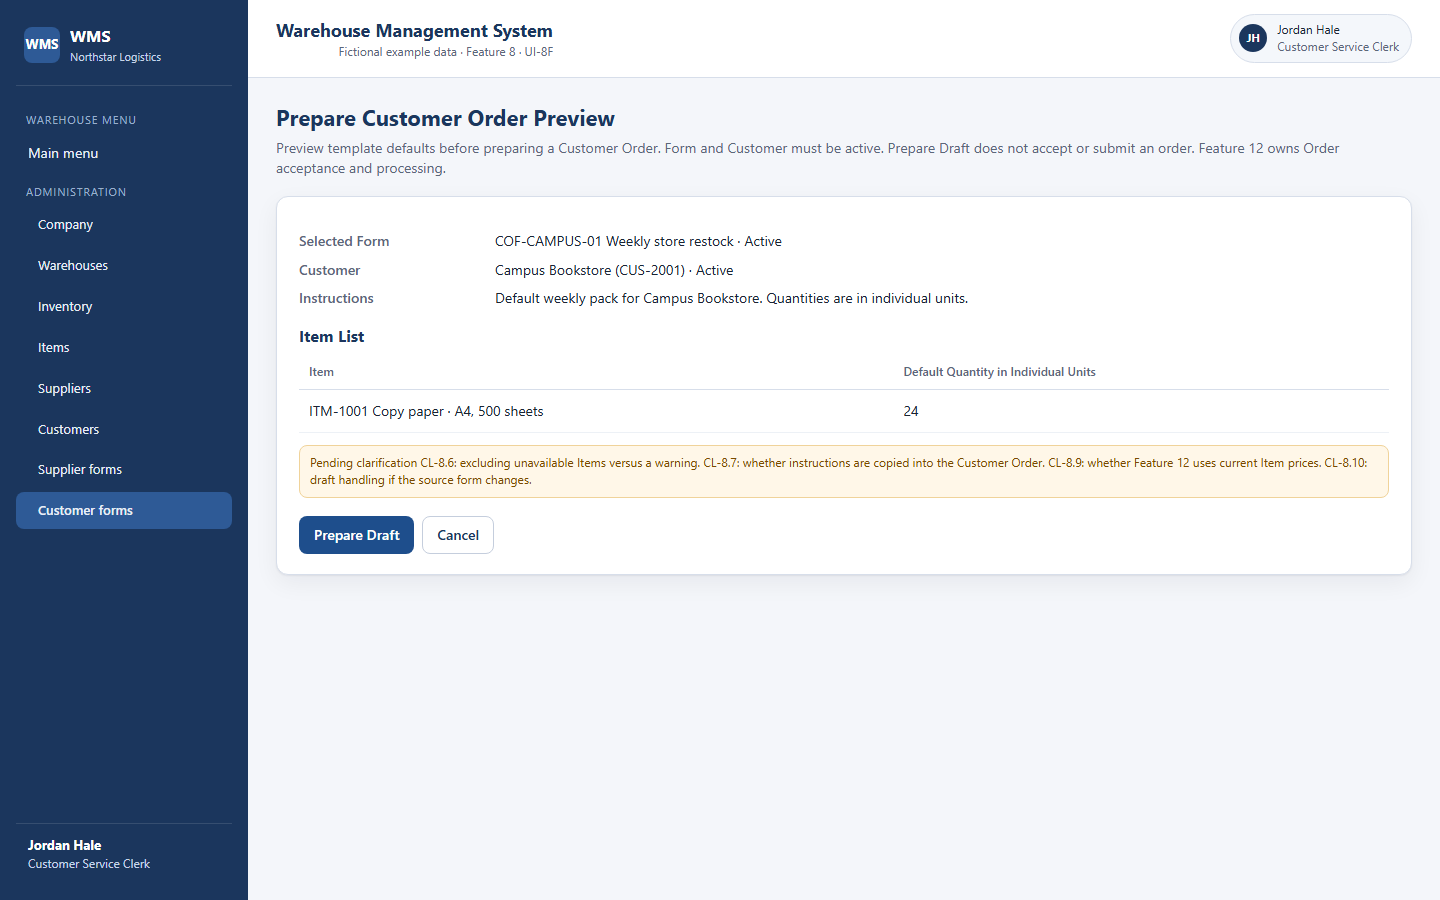 WMS
WMS
Northstar Logistics
WAREHOUSE MENU
Main menu
ADMINISTRATION
Company
Warehouses
Inventory
Items
Suppliers
Customers
Supplier forms
Customer forms
Jordan Hale
Customer Service Clerk
Warehouse Management System
Fictional example data · Feature 8 · UI-8F
JH
Jordan Hale
Customer Service Clerk
Prepare Customer Order Preview
Preview template defaults before preparing a Customer Order. Form and Customer must be active. Prepare Draft does not accept or submit an order. Feature 12 owns Order
acceptance and processing.
Selected Form COF-CAMPUS-01 Weekly store restock · Active
Customer Campus Bookstore (CUS-2001) · Active
Instructions Default weekly pack for Campus Bookstore. Quantities are in individual units.
Item List
Item Default Quantity in Individual Units
ITM-1001 Copy paper · A4, 500 sheets 24
Pending clarification CL-8.6: excluding unavailable Items versus a warning. CL-8.7: whether instructions are copied into the Customer Order. CL-8.9: whether Feature 12 uses current Item prices. CL-8.10:
draft handling if the source form changes.
Prepare Draft Cancel